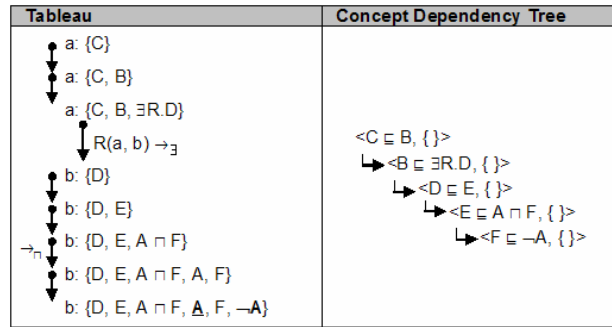 Tableau
Concept Dependency Tree
a: {C}
a: {C, B}
a: {C, B, ∃R.D}
R(a, b) →∃
b: {D}
b: {D, E}
→⊓ b: {D, E, A ⊓ F}
b: {D, E, A ⊓ F, A, F}
b: {D, E, A ⊓ F, A, F, ¬A}
<C ⊑ B, { }>
<B ⊑ ∃R.D, { }>
<D ⊑ E, { }>
<E ⊑ A ⊓ F, { }>
<F ⊑ ¬A, { }>